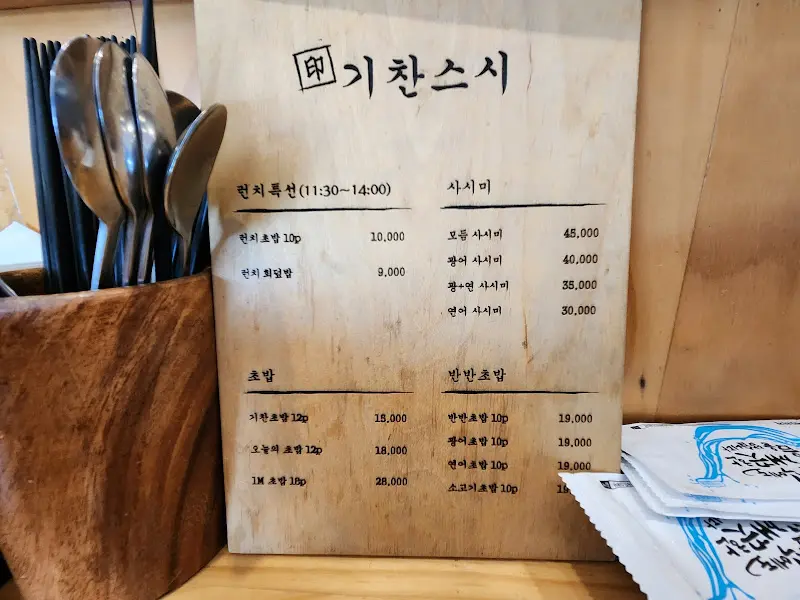 印 기찬스시
런치특선(11:30~14:00)
런치초밥 10p 10,000
런치 회덮밥 9,000
사시미
모듬 사시미 45,000
광어 사시미 40,000
광+연 사시미 35,000
연어 사시미 30,000
초밥
기찬초밥 12p 15,000
오늘의 초밥 12p 18,000
1M 초밥 18p 28,000
반반초밥
반반초밥 10p 19,000
광어초밥 10p 19,000
연어초밥 10p 19,000
소고기초밥 10p